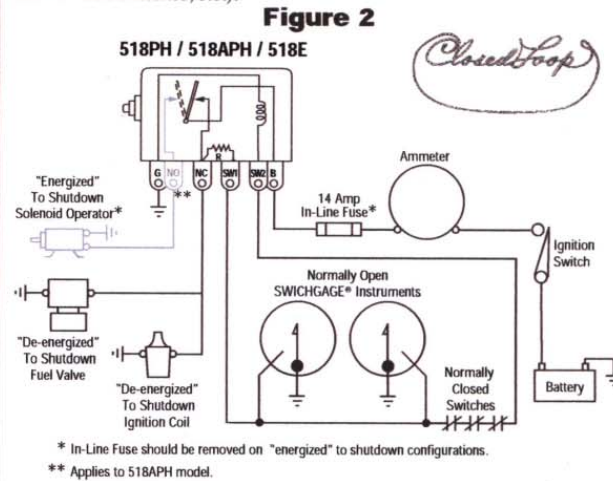 Figure 2
518PH / 518APH / 518E
Closed Loop
R
G NO NC SW1 SW2 B
**
"Energized"
To Shutdown
Solenoid Operator*
14 Amp
In-Line Fuse*
Ammeter
Ignition
Switch
Normally Open
SWICHGAGE® Instruments
"De-energized"
To Shutdown
Fuel Valve
"De-energized"
To Shutdown
Ignition Coil
Normally
Closed
Switches
Battery
* In-Line Fuse should be removed on "energized" to shutdown configurations.
** Applies to 518APH model.